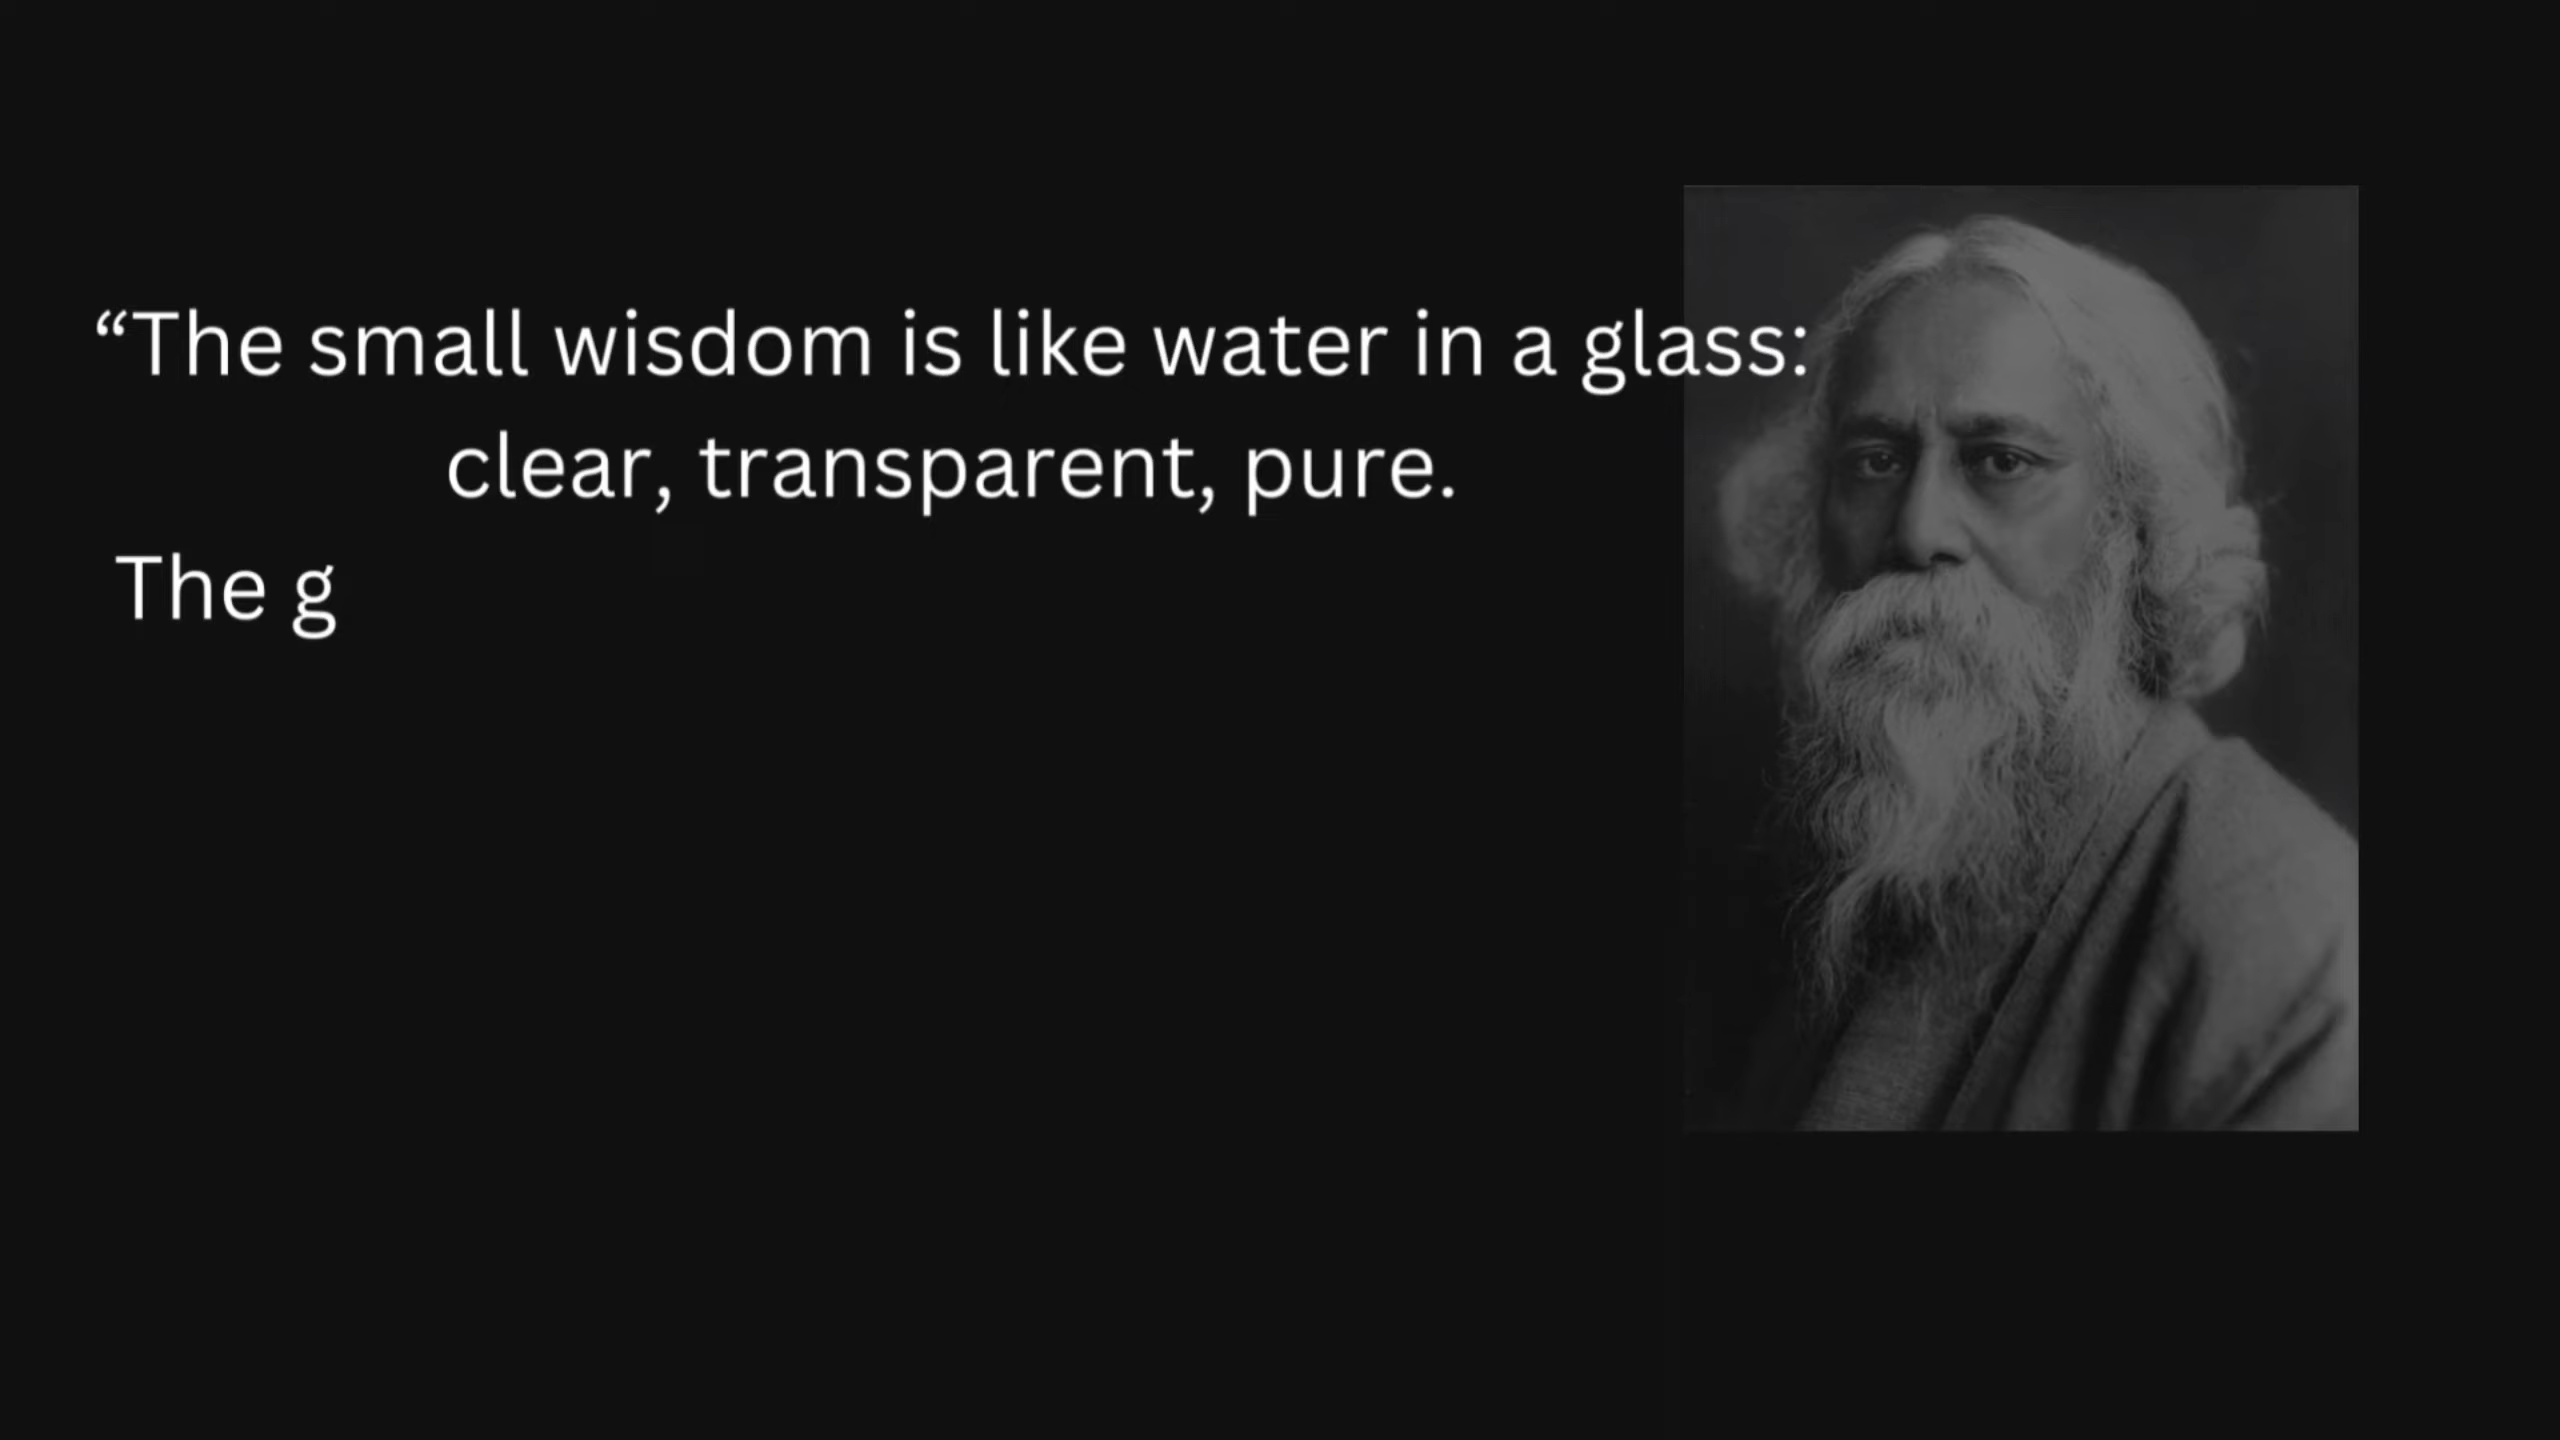 “The small wisdom is like water in a glass:
clear, transparent, pure.
The g